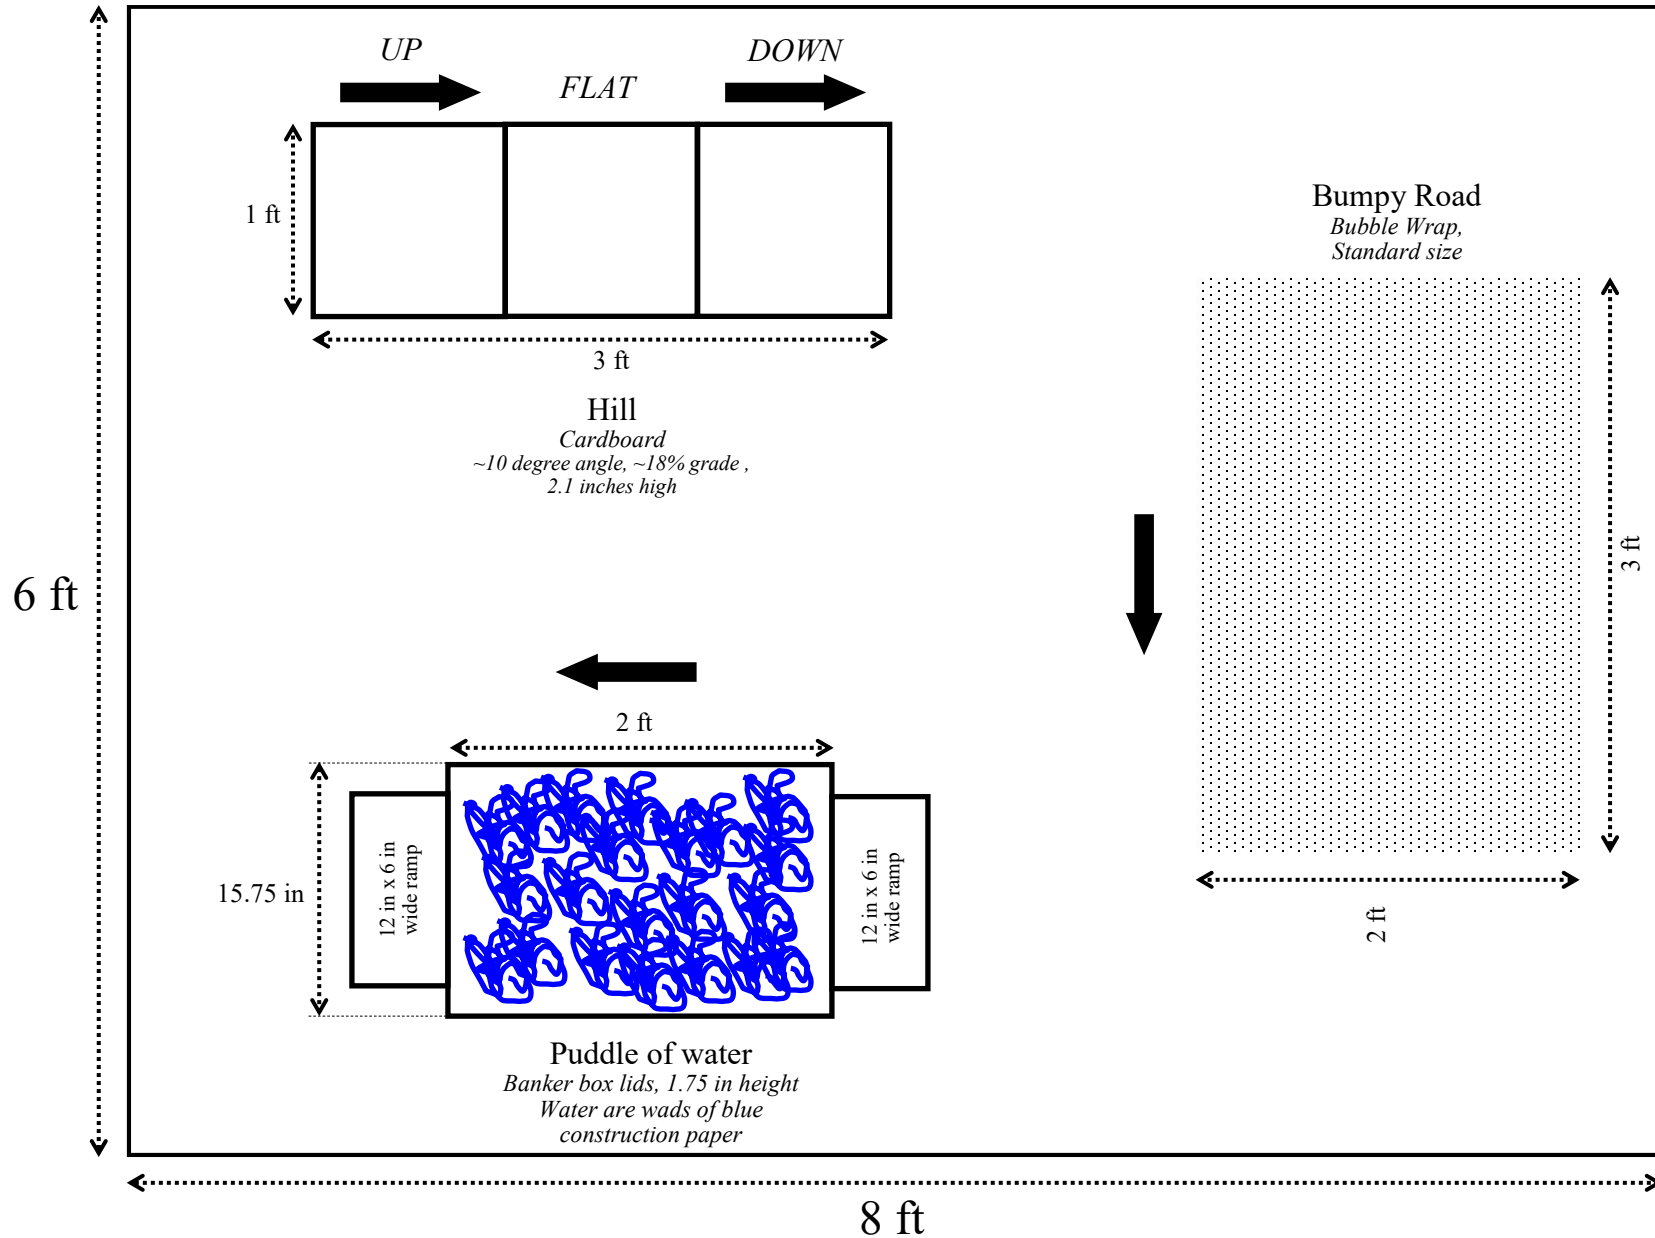 UP
DOWN
FLAT
1 ft
3 ft
Hill
Cardboard
~10 degree angle, ~18% grade ,
2.1 inches high
Bumpy Road
Bubble Wrap,
Standard size
3 ft
2 ft
6 ft
2 ft
15.75 in
12 in x 6 in
wide ramp
12 in x 6 in
wide ramp
Puddle of water
Banker box lids, 1.75 in height
Water are wads of blue
construction paper
8 ft